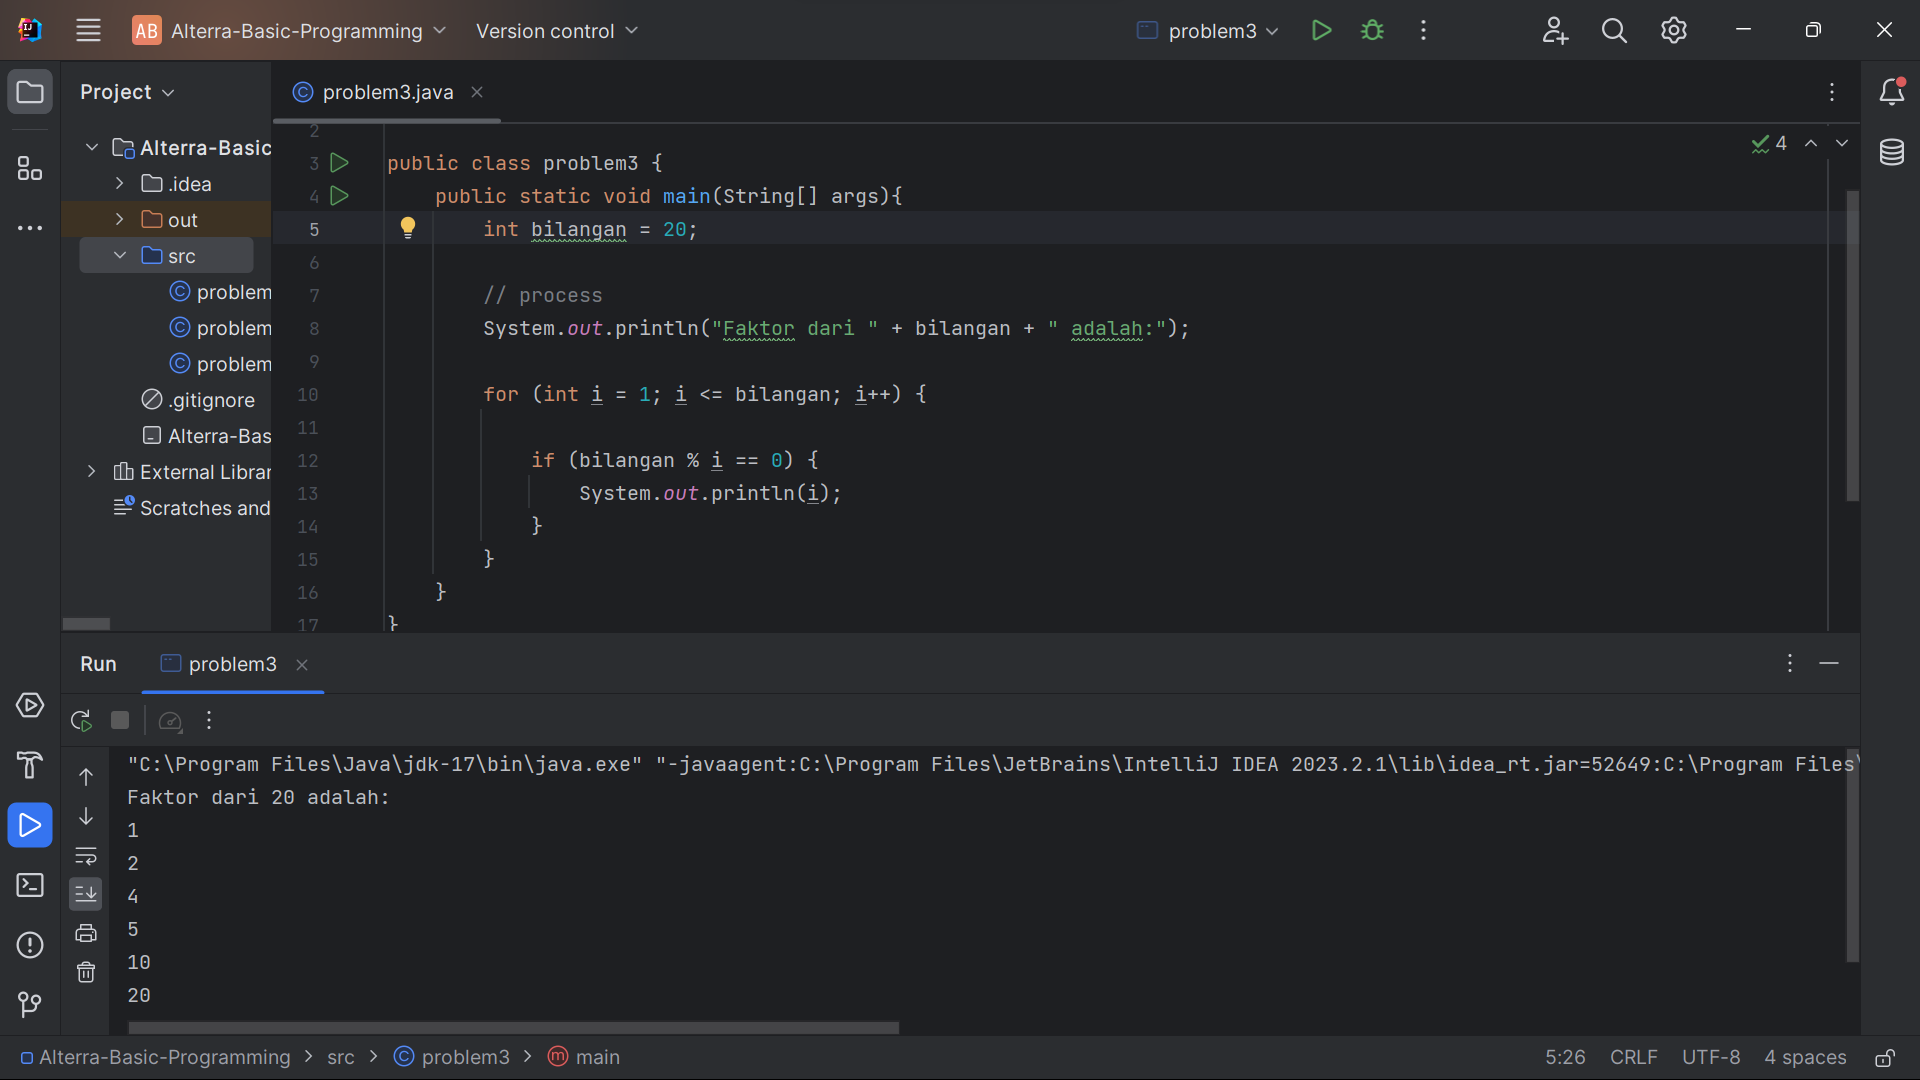 AB Alterra-Basic-Programming Version control problem3
Project
problem3.java
Alterra-Basic
.idea
out
src
problem
problem
problem
.gitignore
Alterra-Bas
External Librar
Scratches and
4
2
3 public class problem3 {
4 public static void main(String[] args){
5 int bilangan = 20;
6
7 // process
8 System.out.println("Faktor dari " + bilangan + " adalah:");
9
10 for (int i = 1; i <= bilangan; i++) {
11
12 if (bilangan % i == 0) {
13 System.out.println(i);
14 }
15 }
16 }
17 }
Run problem3
"C:\Program Files\Java\jdk-17\bin\java.exe" "-javaagent:C:\Program Files\JetBrains\IntelliJ IDEA 2023.2.1\lib\idea_rt.jar=52649:C:\Program Files\
Faktor dari 20 adalah:
1
2
4
5
10
20
Alterra-Basic-Programming > src > problem3 > main 5:26 CRLF UTF-8 4 spaces